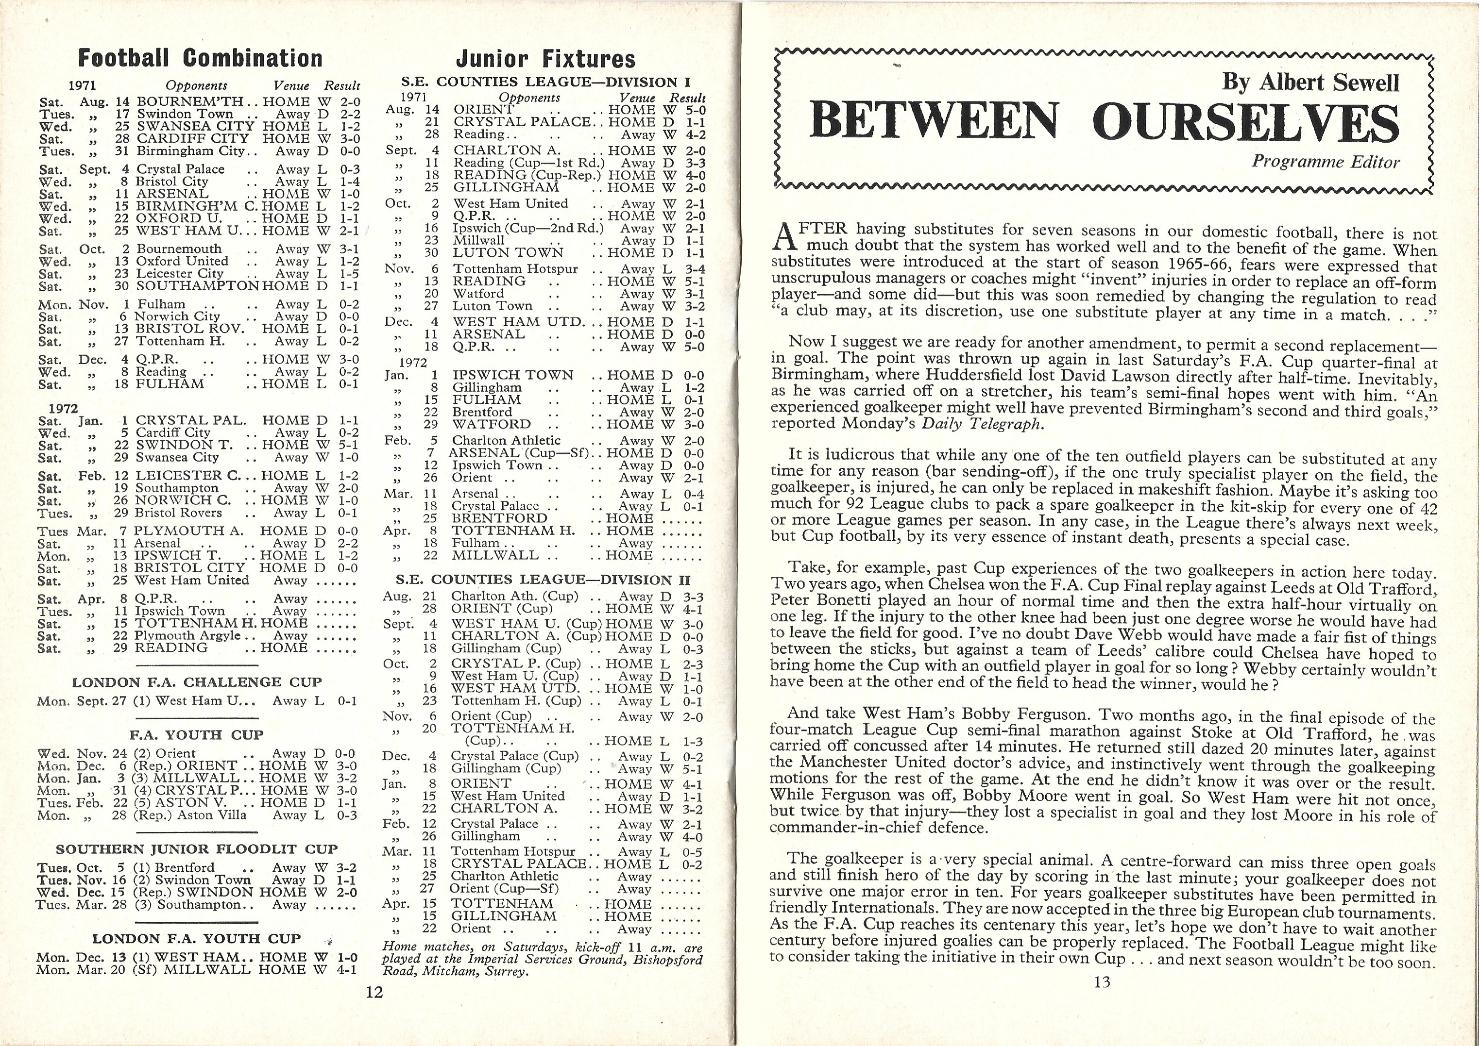 Football Combination
1971 Opponents Venue Result
Sat. Aug. 14 BOURNEM'TH .. HOME W 2-0
Tues. „ 17 Swindon Town .. Away D 2-2
Wed. „ 25 SWANSEA CITY HOME L 1-2
Sat. „ 28 CARDIFF CITY HOME W 3-0
Tues. „ 31 Birmingham City .. Away D 0-0
Sat. Sept. 4 Crystal Palace .. Away L 0-3
Wed. „ 8 Bristol City .. Away L 1-4
Sat. „ 11 ARSENAL .. HOME W 1-0
Wed. „ 15 BIRMINGH'M C. HOME L 1-2
Wed. „ 22 OXFORD U. .. HOME D 1-1
Sat. „ 25 WEST HAM U... HOME W 2-1
Sat. Oct. 2 Bournemouth .. Away W 3-1
Wed. „ 13 Oxford United .. Away L 1-2
Sat. „ 23 Leicester City .. Away L 1-5
Sat. „ 30 SOUTHAMPTON HOME D 1-1
Mon. Nov. 1 Fulham .. .. Away L 0-2
Sat. „ 6 Norwich City .. Away D 0-0
Sat. „ 13 BRISTOL ROV. .. HOME L 0-1
Sat. „ 27 Tottenham H. .. Away L 0-2
Sat. Dec. 4 Q.P.R. .. .. HOME W 3-0
Wed. „ 8 Reading .. .. Away L 0-2
Sat. „ 18 FULHAM .. HOME L 0-1
1972
Sat. Jan. 1 CRYSTAL PAL. HOME D 1-1
Wed. „ 5 Cardiff City .. Away L 0-2
Sat. „ 22 SWINDON T. .. HOME W 5-1
Sat. „ 29 Swansea City .. Away W 1-0
Sat. Feb. 12 LEICESTER C... HOME L 1-2
Sat. „ 19 Southampton .. Away W 2-0
Sat. „ 26 NORWICH C. .. HOME W 1-0
Tues. „ 29 Bristol Rovers .. Away L 0-1
Tues Mar. 7 PLYMOUTH A. HOME D 0-0
Sat. „ 11 Arsenal .. .. Away D 2-2
Mon. „ 13 IPSWICH T. .. HOME L 1-2
Sat. „ 18 BRISTOL CITY HOME D 0-0
Sat. „ 25 West Ham United Away ......
Sat. Apr. 8 Q.P.R. .. .. Away ......
Tues. „ 11 Ipswich Town .. Away ......
Sat. „ 15 TOTTENHAM H. HOME ......
Sat. „ 22 Plymouth Argyle .. Away ......
Sat. „ 29 READING .. HOME ......
LONDON F.A. CHALLENGE CUP
Mon. Sept. 27 (1) West Ham U... Away L 0-1
F.A. YOUTH CUP
Wed. Nov. 24 (2) Orient .. Away D 0-0
Mon. Dec. 6 (Rep.) ORIENT .. HOME W 3-0
Mon. Jan. 3 (3) MILLWALL .. HOME W 3-2
Mon. „ 31 (4) CRYSTAL P... HOME W 3-0
Tues. Feb. 22 (5) ASTON V. .. HOME D 1-1
Mon. „ 28 (Rep.) Aston Villa Away L 0-3
SOUTHERN JUNIOR FLOODLIT CUP
Tues. Oct. 5 (1) Brentford .. Away W 3-2
Tues. Nov. 16 (2) Swindon Town Away D 1-1
Wed. Dec. 15 (Rep.) SWINDON HOME W 2-0
Tues. Mar. 28 (3) Southampton.. Away ......
LONDON F.A. YOUTH CUP
Mon. Dec. 13 (1) WEST HAM.. HOME W 1-0
Mon. Mar. 20 (Sf) MILLWALL HOME W 4-1
Junior Fixtures
S.E. COUNTIES LEAGUE—DIVISION I
1971 Opponents Venue Result
Aug. 14 ORIENT .. .. HOME W 5-0
„ 21 CRYSTAL PALACE.. HOME D 1-1
„ 28 Reading.. .. Away W 4-2
Sept. 4 CHARLTON A. .. HOME W 2-0
„ 11 Reading (Cup—1st Rd.) Away D 3-3
„ 18 READING (Cup-Rep.) HOME W 4-0
„ 25 GILLINGHAM .. HOME W 2-0
Oct. 2 West Ham United .. Away W 2-1
„ 9 Q.P.R. .. .. HOME W 2-0
„ 16 Ipswich (Cup—2nd Rd.) Away W 2-1
„ 23 Millwall .. .. Away D 1-1
„ 30 LUTON TOWN .. HOME D 1-1
Nov. 6 Tottenham Hotspur .. Away L 3-4
„ 13 READING .. .. HOME W 5-1
„ 20 Watford .. .. Away W 3-1
„ 27 Luton Town .. .. Away W 3-2
Dec. 4 WEST HAM UTD. .. HOME D 1-1
„ 11 ARSENAL .. .. HOME D 0-0
„ 18 Q.P.R. .. .. HOME W 5-0
1972
Jan. 1 IPSWICH TOWN .. HOME D 0-0
„ 8 Gillingham .. .. Away L 1-2
„ 15 FULHAM .. .. HOME L 0-1
„ 22 Brentford .. .. Away W 2-0
„ 29 WATFORD .. .. HOME W 3-0
Feb. 5 Charlton Athletic .. Away W 2-0
„ 7 ARSENAL (Cup—Sf) .. HOME D 0-0
„ 12 Ipswich Town .. .. Away D 0-0
„ 26 Orient .. .. Away W 2-1
Mar. 11 Arsenal .. .. Away L 0-4
„ 18 Crystal Palace .. .. Away L 0-1
„ 25 BRENTFORD .. HOME ......
Apr. 8 TOTTENHAM H. .. HOME ......
„ 18 Fulham .. .. Away ......
„ 22 MILLWALL .. .. HOME ......
S.E. COUNTIES LEAGUE—DIVISION II
Aug. 21 Charlton Ath. (Cup) .. Away D 3-3
„ 28 ORIENT (Cup) .. HOME W 4-1
Sept. 4 WEST HAM U. (Cup) HOME W 3-0
„ 11 CHARLTON A. (Cup) HOME D 0-0
„ 18 Gillingham (Cup) .. Away L 0-3
Oct. 2 CRYSTAL P. (Cup) .. HOME L 2-3
„ 9 West Ham U. (Cup) .. Away D 1-1
„ 16 WEST HAM UTD. .. HOME W 1-0
„ 23 Tottenham H. (Cup) .. Away L 0-1
Nov. 6 Orient (Cup) .. .. Away W 2-0
„ 20 TOTTENHAM H.
(Cup).. .. .. HOME L 1-3
Dec. 4 Crystal Palace (Cup) .. Away L 0-2
„ 18 Gillingham (Cup) .. Away W 5-1
Jan. 8 ORIENT .. .. HOME W 4-1
„ 15 West Ham United .. Away D 1-1
„ 22 CHARLTON A. .. HOME W 3-2
Feb. 12 Crystal Palace .. .. Away W 2-1
„ 26 Gillingham .. .. Away W 4-0
Mar. 11 Tottenham Hotspur .. Away L 0-5
„ 18 CRYSTAL PALACE.. HOME L 0-2
„ 25 Charlton Athletic .. Away ......
„ 27 Orient (Cup—Sf) .. Away ......
Apr. 15 TOTTENHAM .. HOME ......
„ 15 GILLINGHAM .. HOME ......
„ 22 Orient .. .. Away ......
Home matches, on Saturdays, kick-off 11 a.m. are
played at the Imperial Services Ground, Bishopsford
Road, Mitcham, Surrey.
12
By Albert Sewell
BETWEEN OURSELVES
Programme Editor
AFTER having substitutes for seven seasons in our domestic football, there is not
much doubt that the system has worked well and to the benefit of the game. When
substitutes were introduced at the start of season 1965-66, fears were expressed that
unscrupulous managers or coaches might “invent” injuries in order to replace an off-form
player—and some did—but this was soon remedied by changing the regulation to read
“a club may, at its discretion, use one substitute player at any time in a match. . . .”
Now I suggest we are ready for another amendment, to permit a second replacement—
in goal. The point was thrown up again in last Saturday's F.A. Cup quarter-final at
Birmingham, where Huddersfield lost David Lawson directly after half-time. Inevitably,
as he was carried off on a stretcher, his team's semi-final hopes went with him. “An
experienced goalkeeper might well have prevented Birmingham's second and third goals,”
reported Monday's Daily Telegraph.
It is ludicrous that while any one of the ten outfield players can be substituted at any
time for any reason (bar sending-off), if the one truly specialist player on the field, the
goalkeeper, is injured, he can only be replaced in makeshift fashion. Maybe it's asking too
much for 92 League clubs to pack a spare goalkeeper in the kit-skip for every one of 42
or more League games per season. In any case, in the League there's always next week,
but Cup football, by its very essence of instant death, presents a special case.
Take, for example, past Cup experiences of the two goalkeepers in action here today.
Two years ago, when Chelsea won the F.A. Cup Final replay against Leeds at Old Trafford,
Peter Bonetti played an hour of normal time and then the extra half-hour virtually on
one leg. If the injury to the other knee had been just one degree worse he would have had
to leave the field for good. I've no doubt Dave Webb would have made a fair fist of things
between the sticks, but against a team of Leeds' calibre could Chelsea have hoped to
bring home the Cup with an outfield player in goal for so long? Webby certainly wouldn't
have been at the other end of the field to head the winner, would he?
And take West Ham's Bobby Ferguson. Two months ago, in the final episode of the
four-match League Cup semi-final marathon against Stoke at Old Trafford, he was
carried off concussed after 14 minutes. He returned still dazed 20 minutes later, against
the Manchester United doctor's advice, and instinctively went through the goalkeeping
motions for the rest of the game. At the end he didn't know it was over or the result.
While Ferguson was off, Bobby Moore went in goal. So West Ham were hit not once,
but twice by that injury—they lost a specialist in goal and they lost Moore in his role of
commander-in-chief defence.
The goalkeeper is a very special animal. A centre-forward can miss three open goals
and still finish hero of the day by scoring in the last minute; your goalkeeper does not
survive one major error in ten. For years goalkeeper substitutes have been permitted in
friendly Internationals. They are now accepted in the three big European club tournaments.
As the F.A. Cup reaches its centenary this year, let's hope we don't have to wait another
century before injured goalies can be properly replaced. The Football League might like
to consider taking the initiative in their own Cup . . . and next season wouldn't be too soon.
13